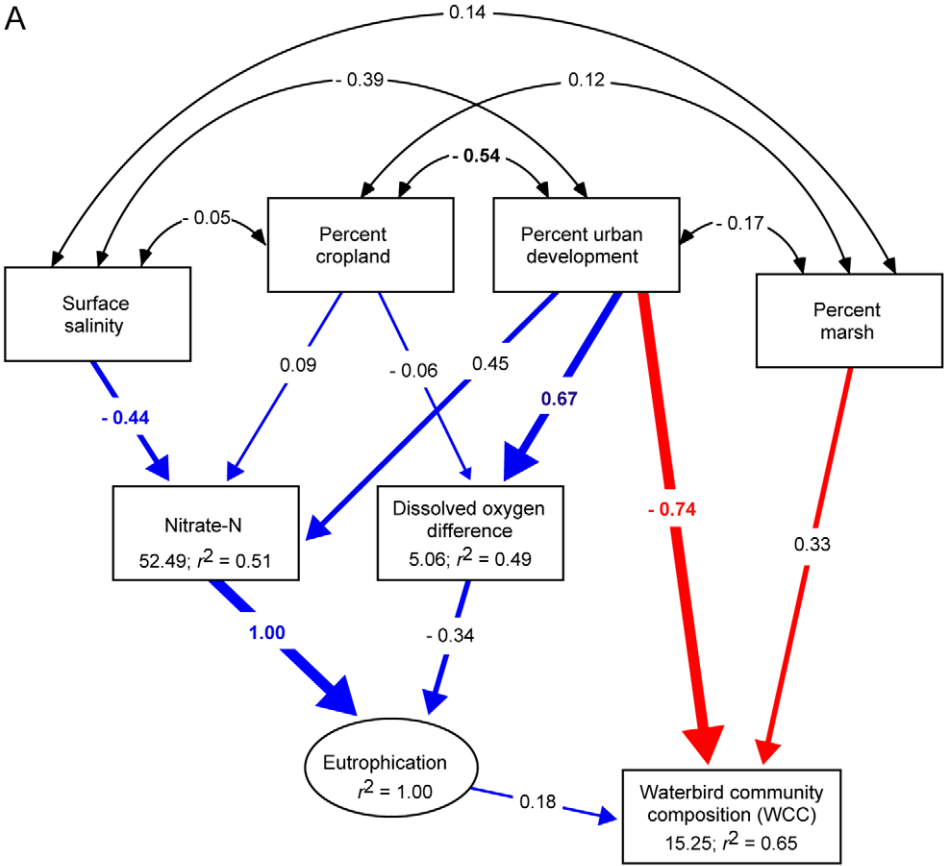 A
0.14
- 0.39
0.12
- 0.54
- 0.05
- 0.17
Percent
cropland
Percent urban
development
Surface
salinity
Percent
marsh
0.09
- 0.06
0.45
0.67
- 0.44
Nitrate-N
52.49; r2 = 0.51
Dissolved oxygen
difference
5.06; r2 = 0.49
- 0.74
0.33
1.00
- 0.34
Eutrophication
r2 = 1.00
0.18
Waterbird community
composition (WCC)
15.25; r2 = 0.65